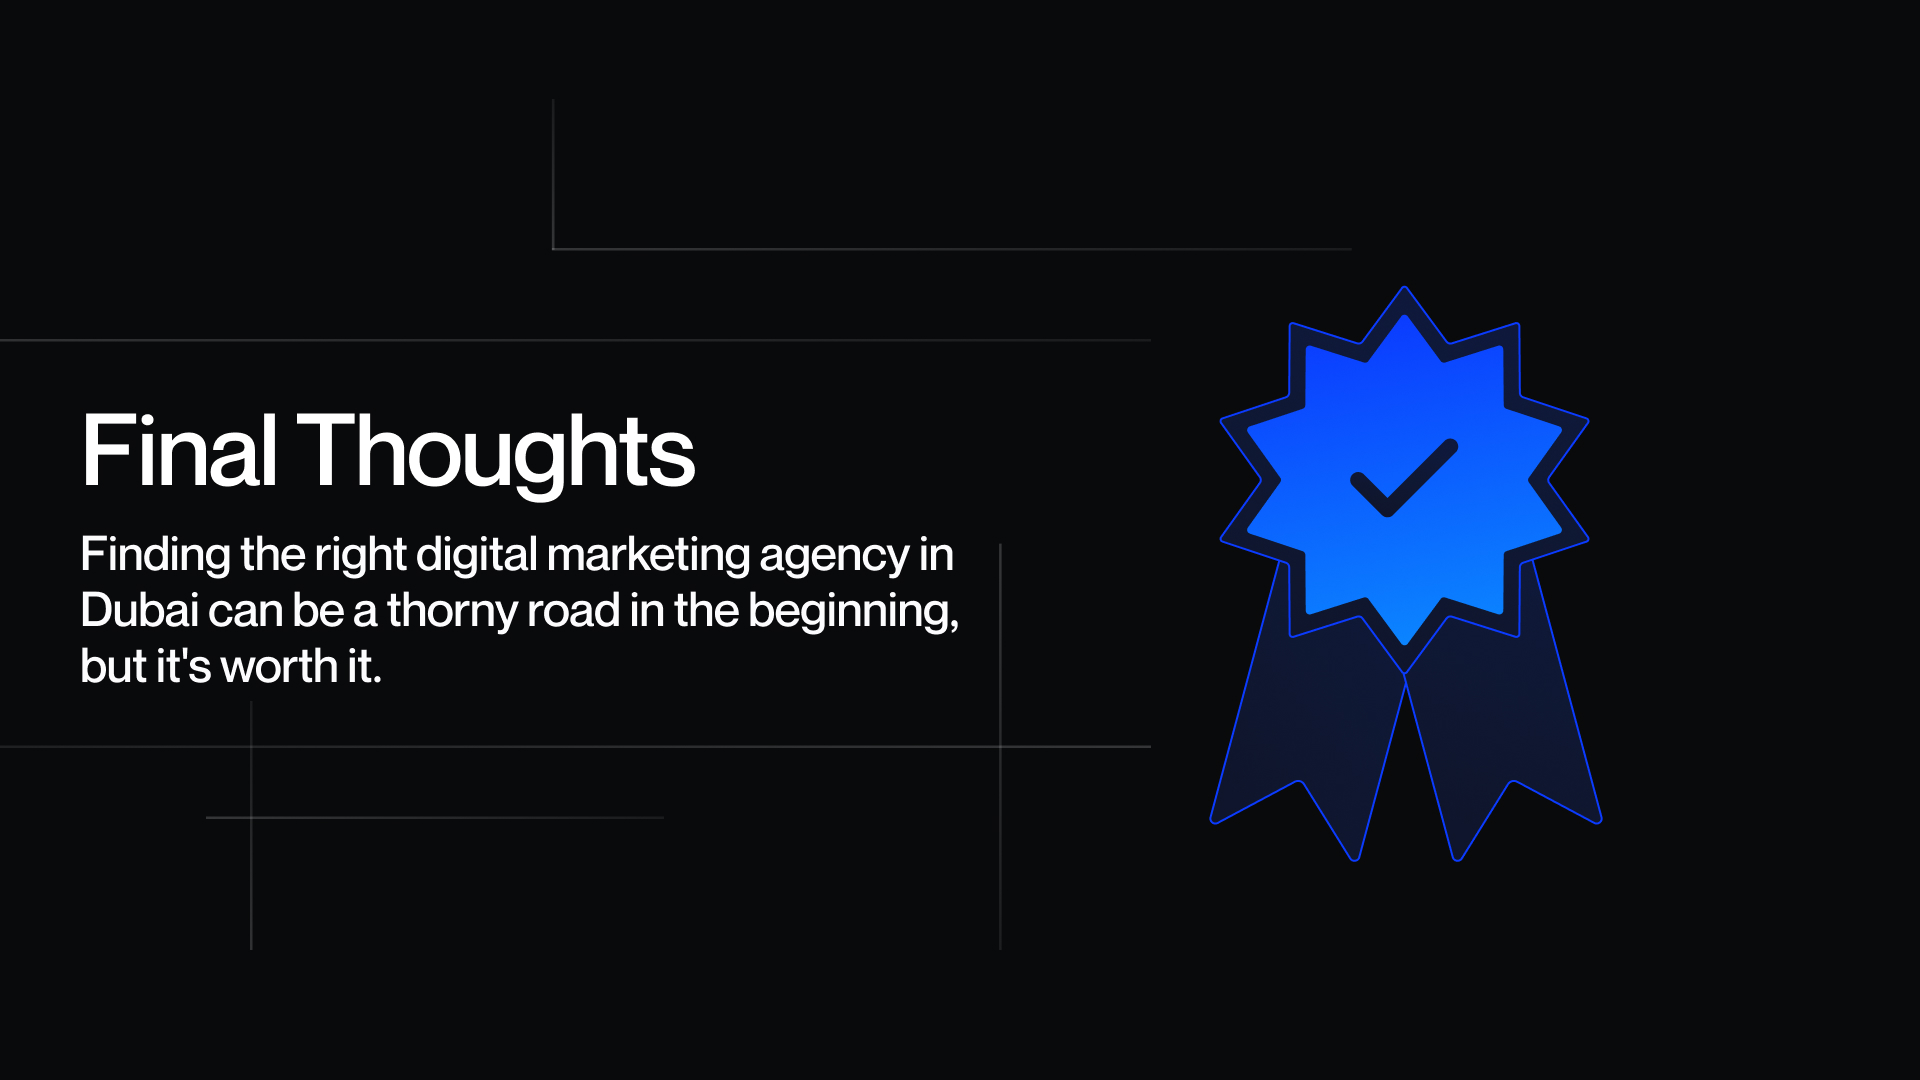 Final Thoughts
Finding the right digital marketing agency in
Dubai can be a thorny road in the beginning,
but it's worth it.